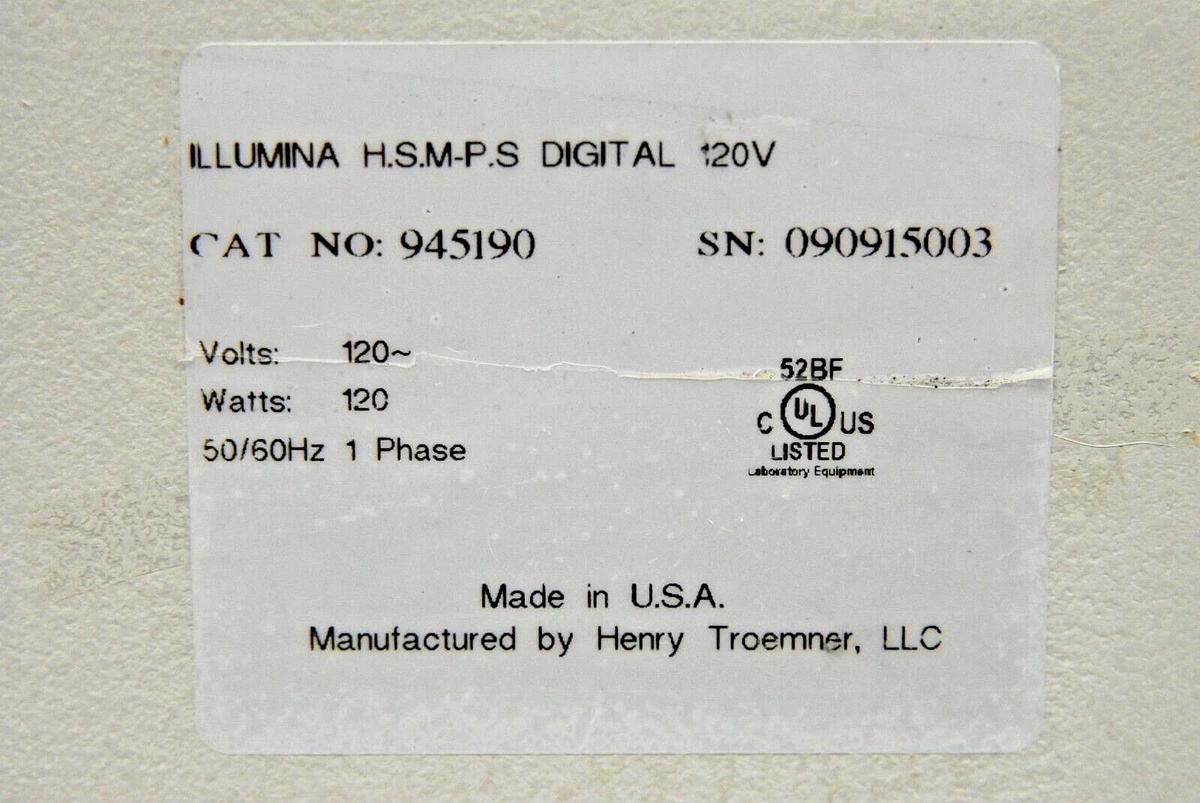 ILLUMINA H.S.M-P.S DIGITAL 120V
CAT NO: 945190 SN: 090915003
Volts: 120~
Watts: 120
50/60Hz 1 Phase
52BF
C UL US
LISTED
Laboratory Equipment
Made in U.S.A.
Manufactured by Henry Troemner, LLC